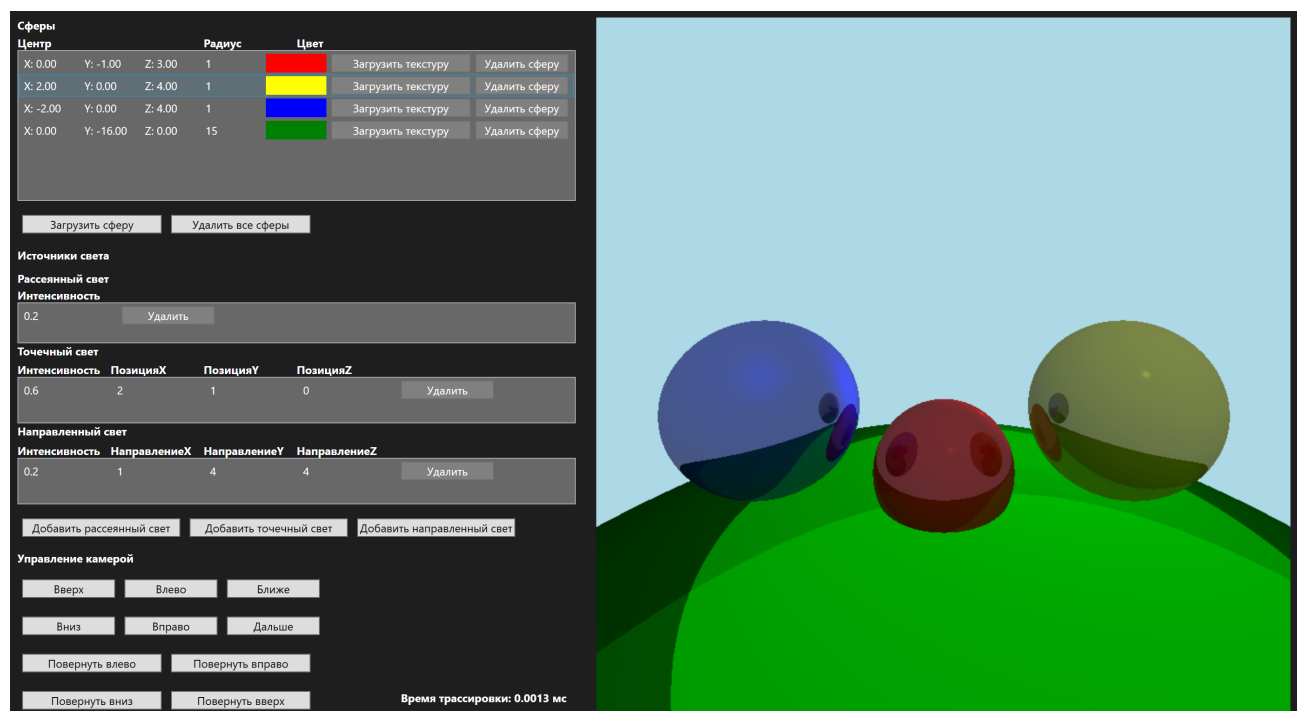 Сферы
Центр Радиус Цвет
X: 0.00 Y: -1.00 Z: 3.00 1 Загрузить текстуру Удалить сферу
X: 2.00 Y: 0.00 Z: 4.00 1 Загрузить текстуру Удалить сферу
X: -2.00 Y: 0.00 Z: 4.00 1 Загрузить текстуру Удалить сферу
X: 0.00 Y: -16.00 Z: 0.00 15 Загрузить текстуру Удалить сферу
Загрузить сферу Удалить все сферы
Источники света
Рассеянный свет
Интенсивность
0.2 Удалить
Точечный свет
Интенсивность ПозицияX ПозицияY ПозицияZ
0.6 2 1 0 Удалить
Направленный свет
Интенсивность НаправлениеX НаправлениеY НаправлениеZ
0.2 1 4 4 Удалить
Добавить рассеянный свет Добавить точечный свет Добавить направленный свет
Управление камерой
Вверх Влево Ближе
Вниз Вправо Дальше
Повернуть влево Повернуть вправо
Повернуть вниз Повернуть вверх Время трассировки: 0.0013 мс